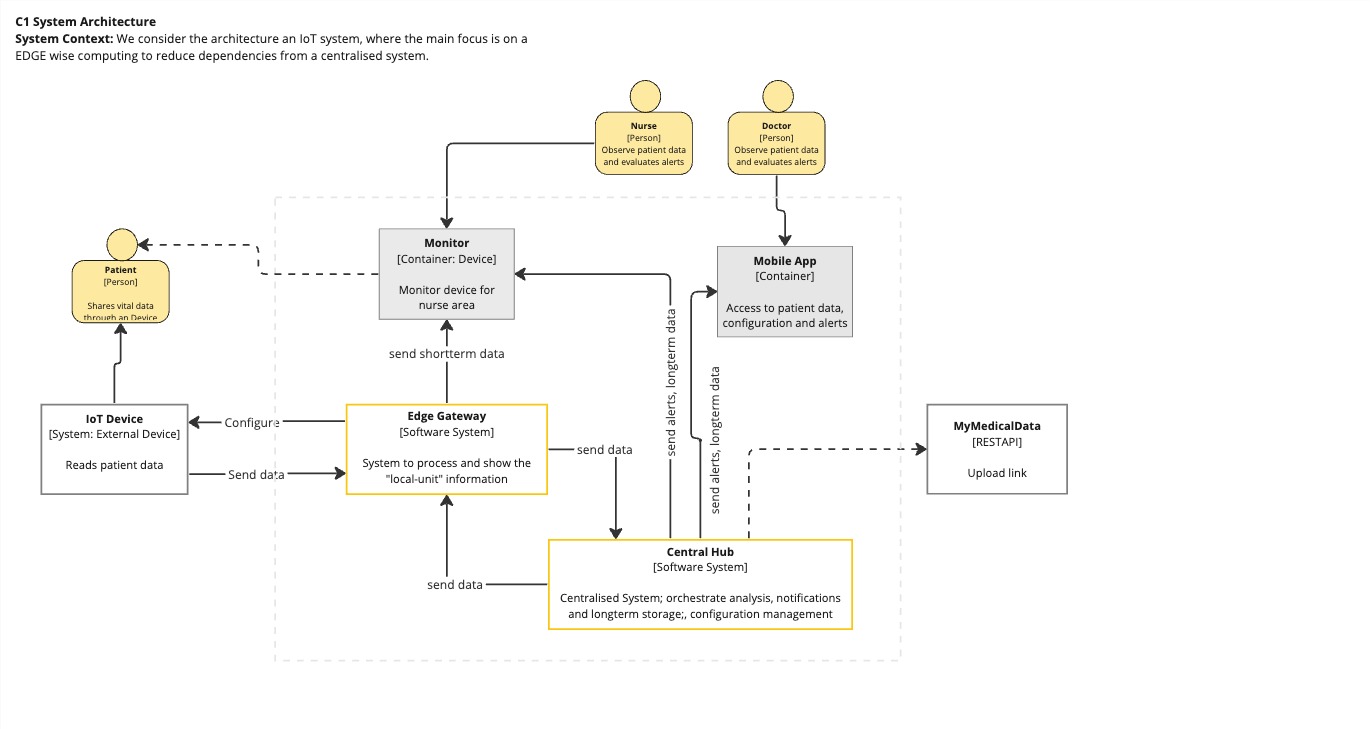 C1 System Architecture
System Context: We consider the architecture an IoT system, where the main focus is on a
EDGE wise computing to reduce dependencies from a centralised system.
Nurse
[Person]
Observe patient data
and evaluates alerts
Doctor
[Person]
Observe patient data
and evaluates alerts
Patient
[Person]
Shares vital data
through an Device
Monitor
[Container: Device]
Monitor device for
nurse area
Mobile App
[Container]
Access to patient data,
configuration and alerts
send shortterm data
send alerts, longterm data
send alerts, longterm data
IoT Device
[System: External Device]
Reads patient data
Configure
Send data
Edge Gateway
[Software System]
System to process and show the
"local-unit" information
send data
MyMedicalData
[RESTAPI]
Upload link
send data
Central Hub
[Software System]
Centralised System; orchestrate analysis, notifications
and longterm storage;, configuration management